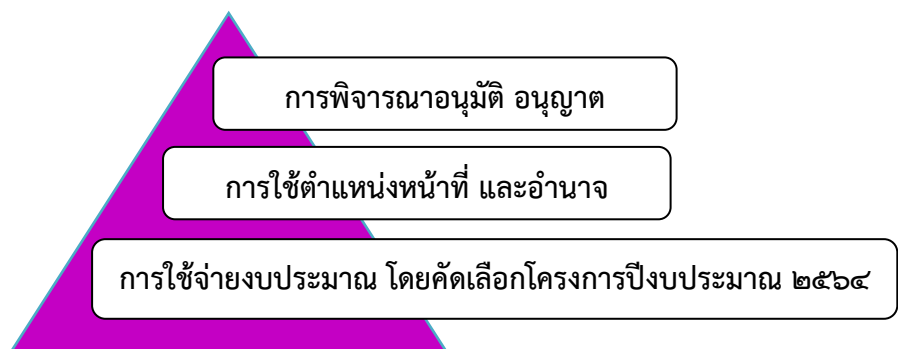 การพิจารณาอนุมัติ อนุญาต
การใช้ตำแหน่งหน้าที่ และอำนาจ
การใช้จ่ายงบประมาณ โดยคัดเลือกโครงการปีงบประมาณ ๒๕๖๔